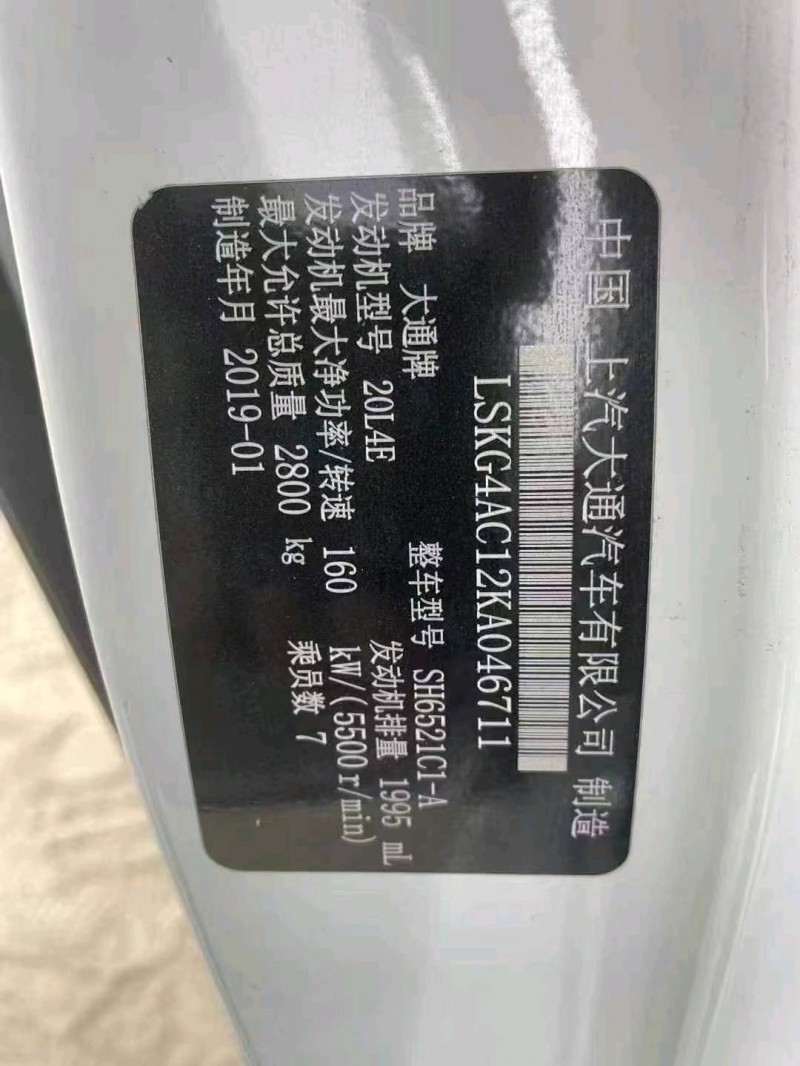 中国 上汽大通汽车有限公司 制造
LSKG4AC12KA046711
品牌 大通牌 整车型号 SH6521C1-A
发动机型号 20L4E 发动机排量 1995 mL
发动机最大净功率/转速 160 kW/(5500r/min)
最大允许总质量 2800 kg 乘员数 7
制造年月 2019-01